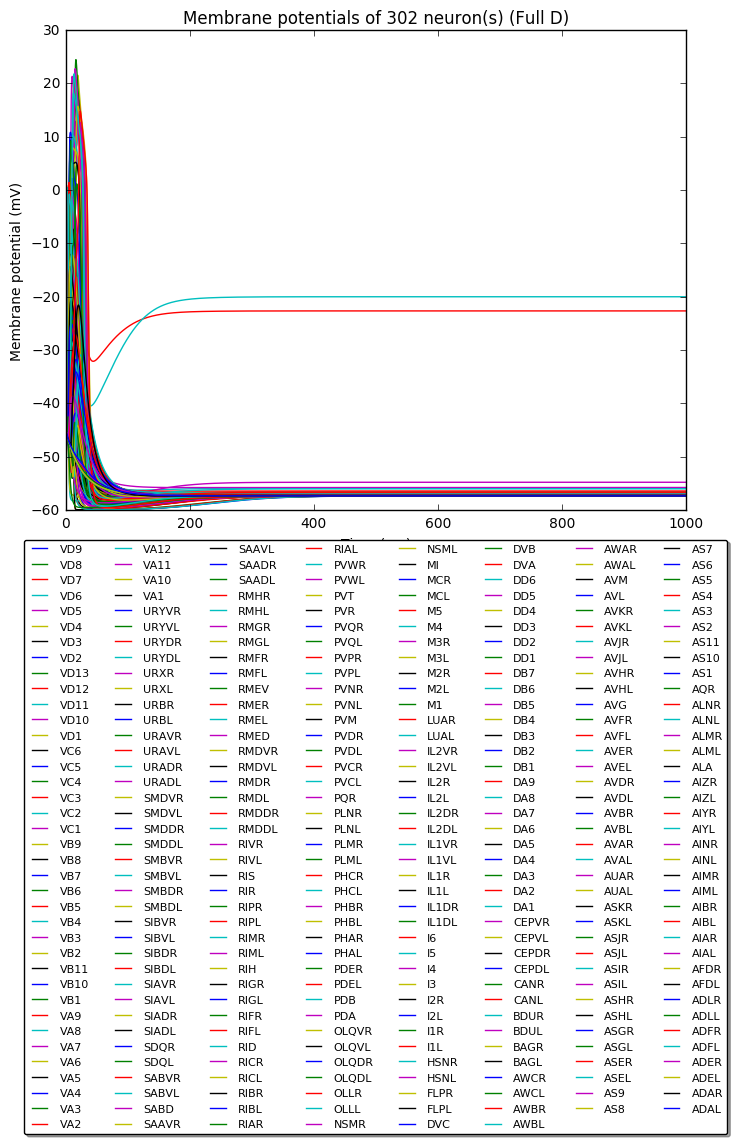 Membrane potentials of 302 neuron(s) (Full D)
30
20
10
0
−10
−20
−30
−40
−50
−60
Membrane potential (mV)
0 200 400 600 800 1000
VD9 VA12 SAAVL RIAL NSML DVB AWAR AS7
VD8 VA11 SAADR PVWR MI DVA AWAL AS6
VD7 VA10 SAADL PVWL MCR DD6 AVM AS5
VD6 VA1 RMHR PVT MCL DD5 AVL AS4
VD5 URYVR RMHL PVR M5 DD4 AVKR AS3
VD4 URYVL RMGR PVQR M4 DD3 AVKL AS2
VD3 URYDR RMGL PVQL M3R DD2 AVJR AS11
VD2 URYDL RMFR PVPR M3L DD1 AVJL AS10
VD13 URXR RMFL PVPL M2R DB7 AVHR AS1
VD12 URXL RMEV PVNR M2L DB6 AVHL AQR
VD11 URBR RMER PVNL M1 DB5 AVG ALNR
VD10 URBL RMEL PVM LUAR DB4 AVFR ALNL
VD1 URAVR RMED PVDR LUAL DB3 AVFL ALMR
VC6 URAVL RMDVR PVDL IL2VR DB2 AVER ALML
VC5 URADR RMDVL PVCR IL2VL DB1 AVEL ALA
VC4 URADL RMDR PVCL IL2R DA9 AVDR AIZR
VC3 SMDVR RMDL PQR IL2L DA8 AVDL AIZL
VC2 SMDVL RMDDR PLNR IL2DR DA7 AVBR AIYR
VC1 SMDDR RMDDL PLNL IL2DL DA6 AVBL AIYL
VB9 SMDDL RIVR PLMR IL1VR DA5 AVAR AINR
VB8 SMBVR RIVL PLML IL1VL DA4 AVAL AINL
VB7 SMBVL RIS PHCR IL1R DA3 AUAR AIMR
VB6 SMBDR RIR PHCL IL1L DA2 AUAL AIML
VB5 SMBDL RIPR PHBR IL1DR DA1 ASKR AIBR
VB4 SIBVR RIPL PHBL IL1DL CEPVR ASKL AIBL
VB3 SIBVL RIMR PHAR I6 CEPVL ASJR AIAR
VB2 SIBDR RIML PHAL I5 CEPDR ASJL AIAL
VB11 SIBDL RIH PDER I4 CEPDL ASIR AFDR
VB10 SIAVR RIGR PDEL I3 CANR ASIL AFDL
VB1 SIAVL RIGL PDB I2R CANL ASHR ADLR
VA9 SIADR RIFR PDA I2L BDUR ASHL ADLL
VA8 SIADL RIFL OLQVR I1R BDUL ASGR ADFR
VA7 SDQR RID OLQVL I1L BAGR ASGL ADFL
VA6 SDQL RICR OLQDR HSNR BAGL ASER ADER
VA5 SABVR RICL OLQDL HSNL AWCR ASEL ADEL
VA4 SABVL RIBR OLLR FLPR AWCL AS9 ADAR
VA3 SABD RIBL OLLL FLPL AWBR AS8 ADAL
VA2 SAAVR RIAR NSMR DVC AWBL